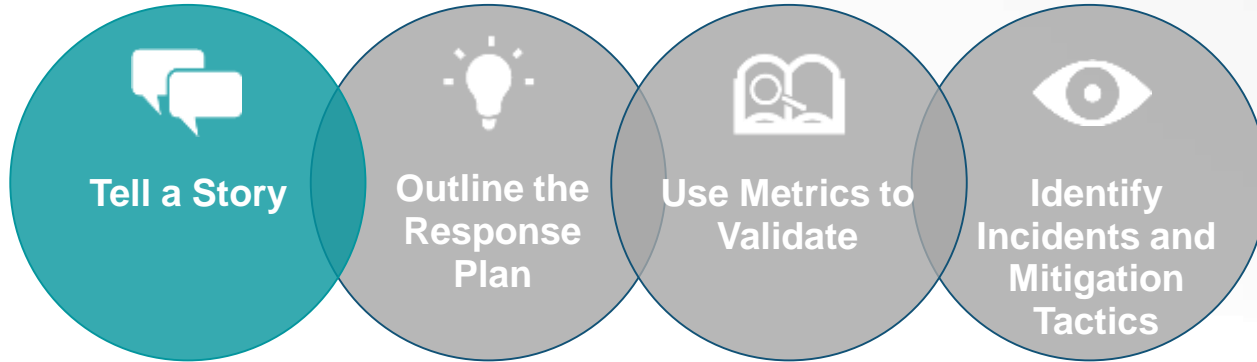 Tell a Story
Outline the
Response
Plan
Use Metrics to
Validate
Identify
Incidents and
Mitigation
Tactics